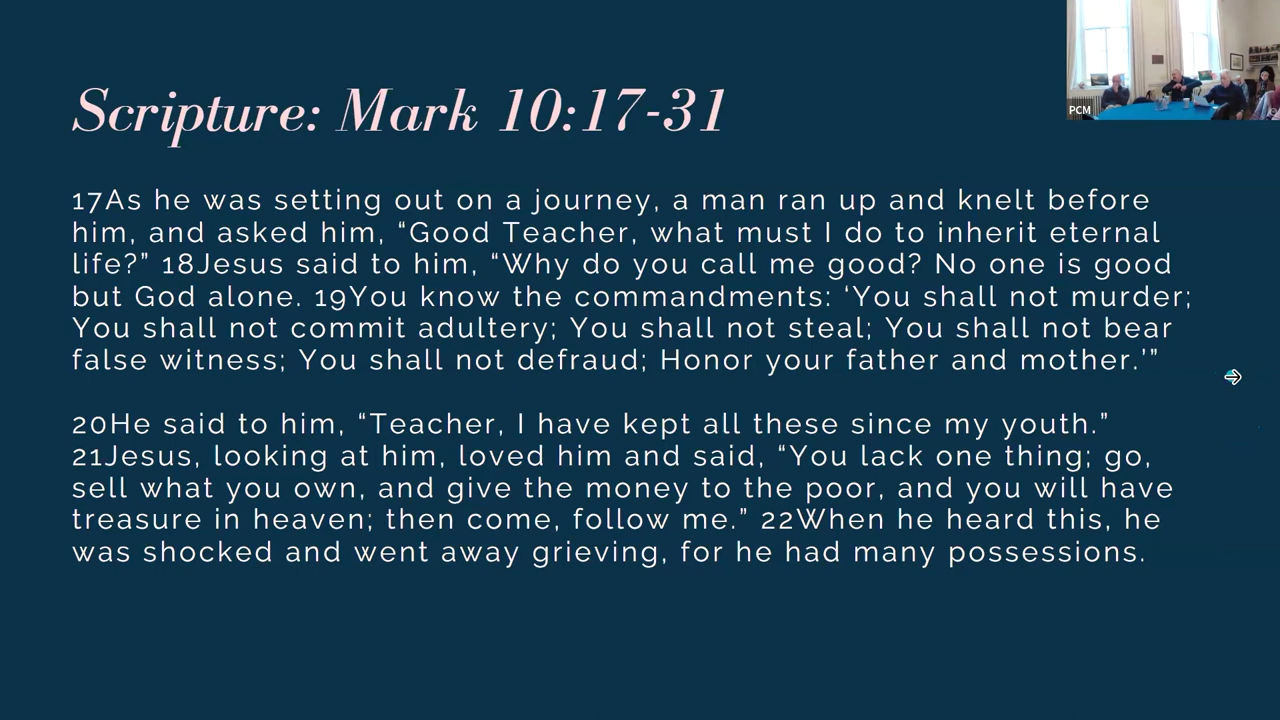 Scripture: Mark 10:17-31
PCM
17As he was setting out on a journey, a man ran up and knelt before
him, and asked him, “Good Teacher, what must I do to inherit eternal
life?” 18Jesus said to him, “Why do you call me good? No one is good
but God alone. 19You know the commandments: ‘You shall not murder;
You shall not commit adultery; You shall not steal; You shall not bear
false witness; You shall not defraud; Honor your father and mother.’”
20He said to him, “Teacher, I have kept all these since my youth.”
21Jesus, looking at him, loved him and said, “You lack one thing; go,
sell what you own, and give the money to the poor, and you will have
treasure in heaven; then come, follow me.” 22When he heard this, he
was shocked and went away grieving, for he had many possessions.